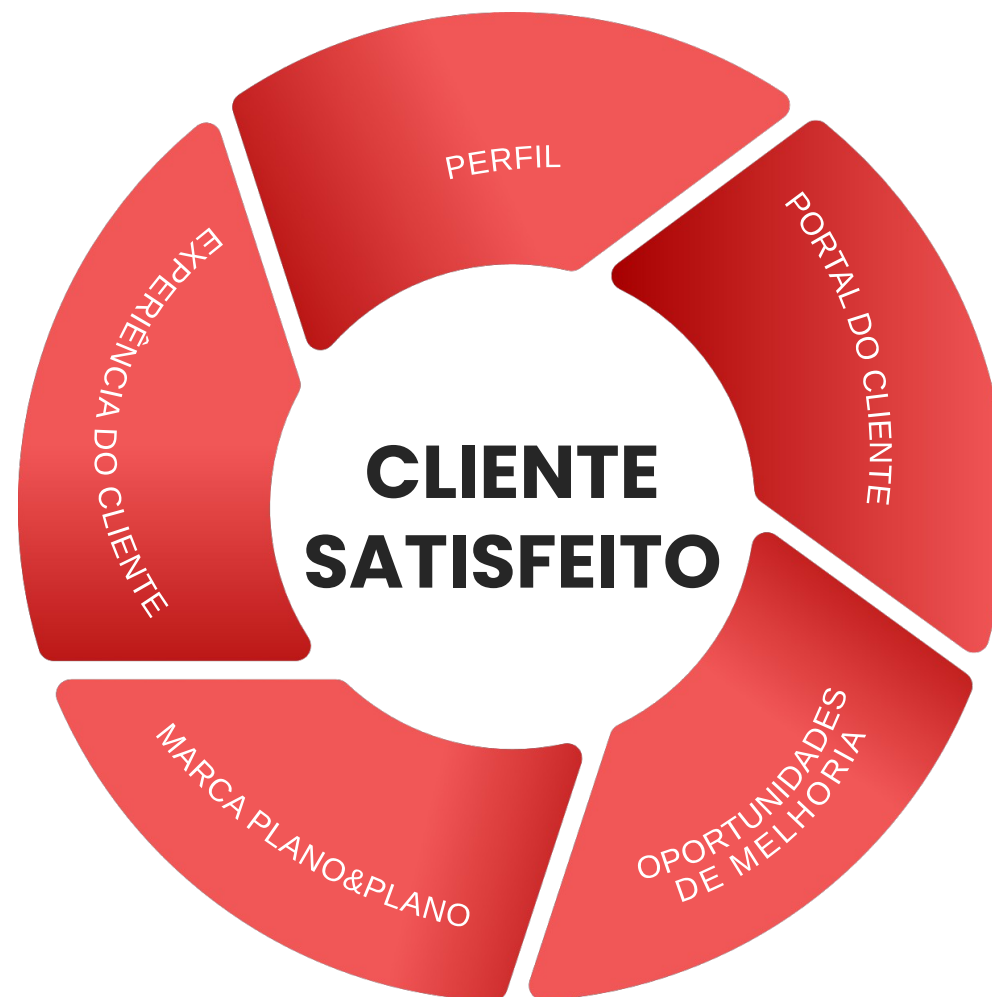 PERFIL
PORTAL DO CLIENTE
OPORTUNIDADES
DE MELHORIA
MARCA PLANO&PLANO
EXPERIÊNCIA DO CLIENTE
CLIENTE
SATISFEITO